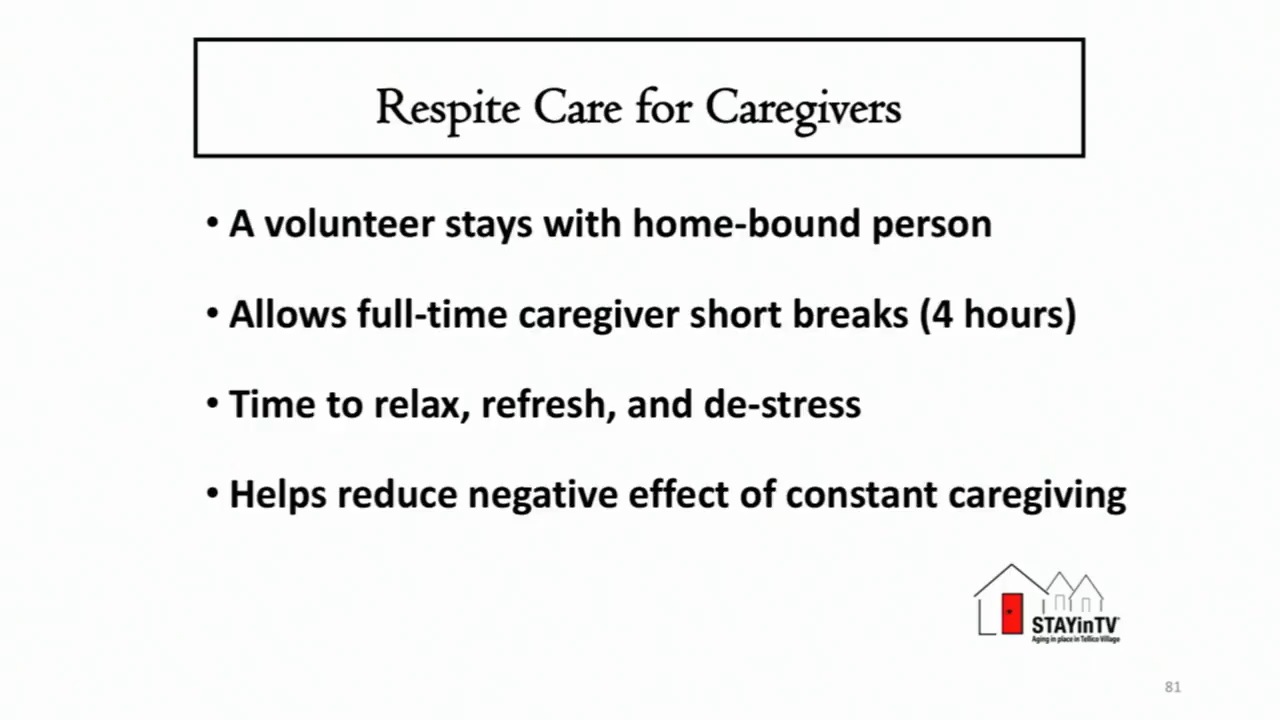 Respite Care for Caregivers
• A volunteer stays with home-bound person
• Allows full-time caregiver short breaks (4 hours)
• Time to relax, refresh, and de-stress
• Helps reduce negative effect of constant caregiving
STAYinTV
Aging in place in Tellico Village
81